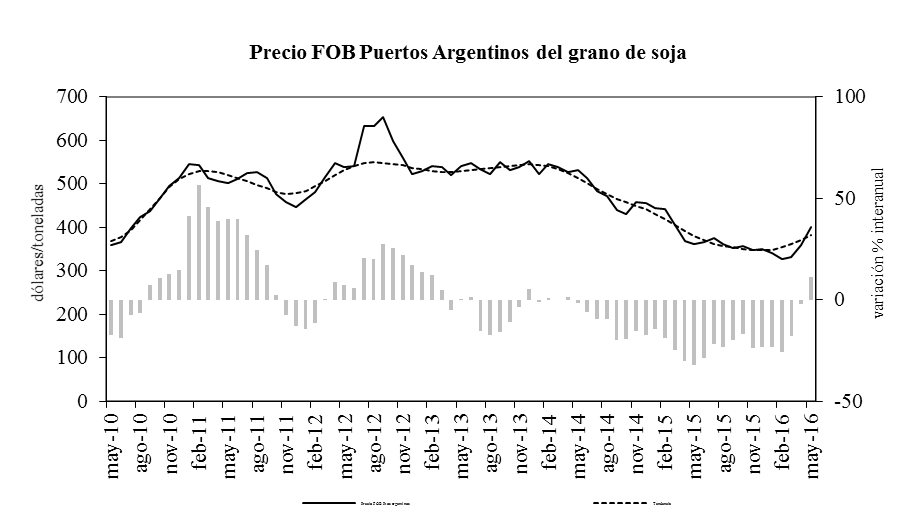 Precio FOB Puertos Argentinos del grano de soja
dólares/toneladas
700
600
500
400
300
200
100
0
100
50
0
-50
variación % interanual
may-10
ago-10
nov-10
feb-11
may-11
ago-11
nov-11
feb-12
may-12
ago-12
nov-12
feb-13
may-13
ago-13
nov-13
feb-14
may-14
ago-14
nov-14
feb-15
may-15
ago-15
nov-15
feb-16
may-16
Tendencia